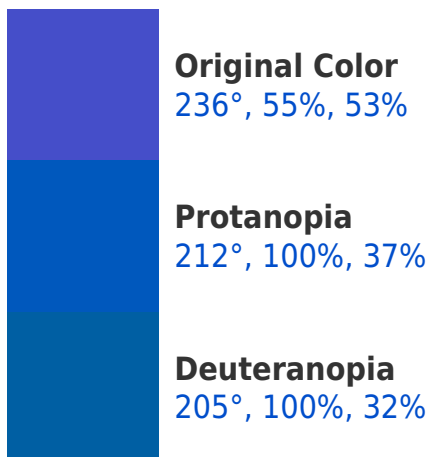 Original Color
236°, 55%, 53%
Protanopia
212°, 100%, 37%
Deuteranopia
205°, 100%, 32%